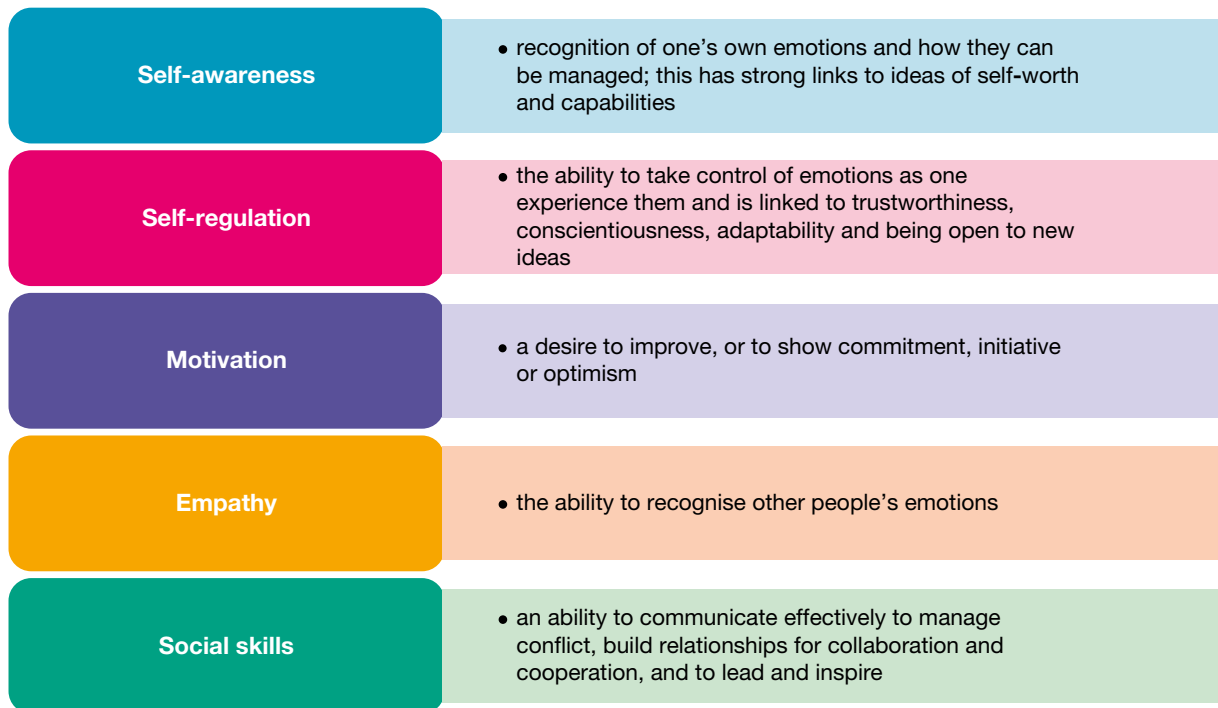 Self-awareness
• recognition of one’s own emotions and how they can
be managed; this has strong links to ideas of self-worth
and capabilities
Self-regulation
• the ability to take control of emotions as one
experience them and is linked to trustworthiness,
conscientiousness, adaptability and being open to new
ideas
Motivation
• a desire to improve, or to show commitment, initiative
or optimism
Empathy
• the ability to recognise other people’s emotions
Social skills
• an ability to communicate effectively to manage
conflict, build relationships for collaboration and
cooperation, and to lead and inspire